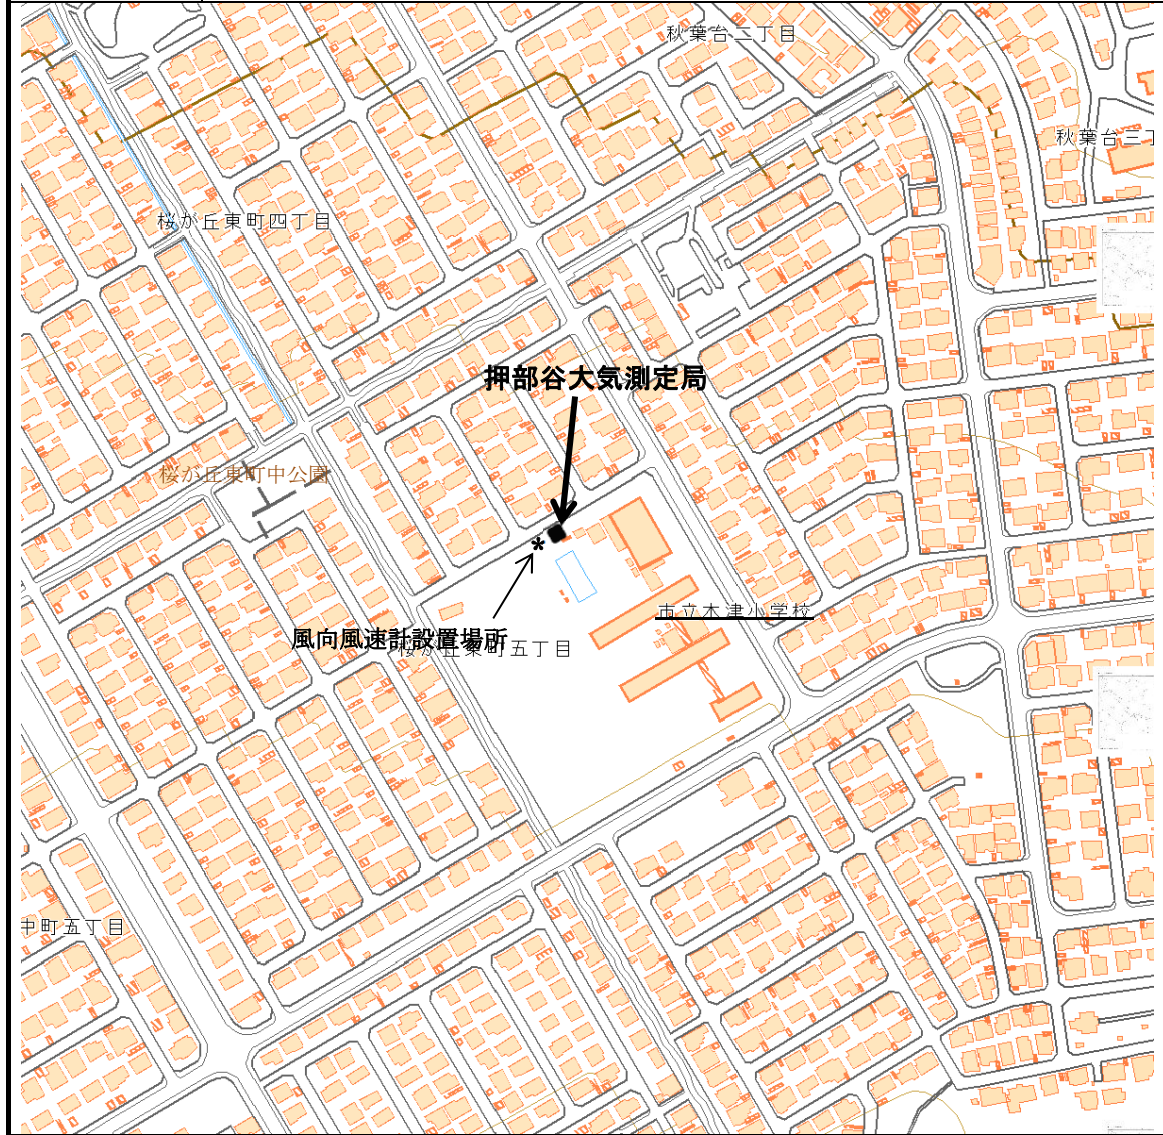 秋葉台二丁目
秋葉台三丁
桜が丘東町四丁目
押部谷大気測定局
桜が丘東町中公園
*
市立木津小学校
風向風速計設置場所
桜が丘東町五丁目
中町五丁目